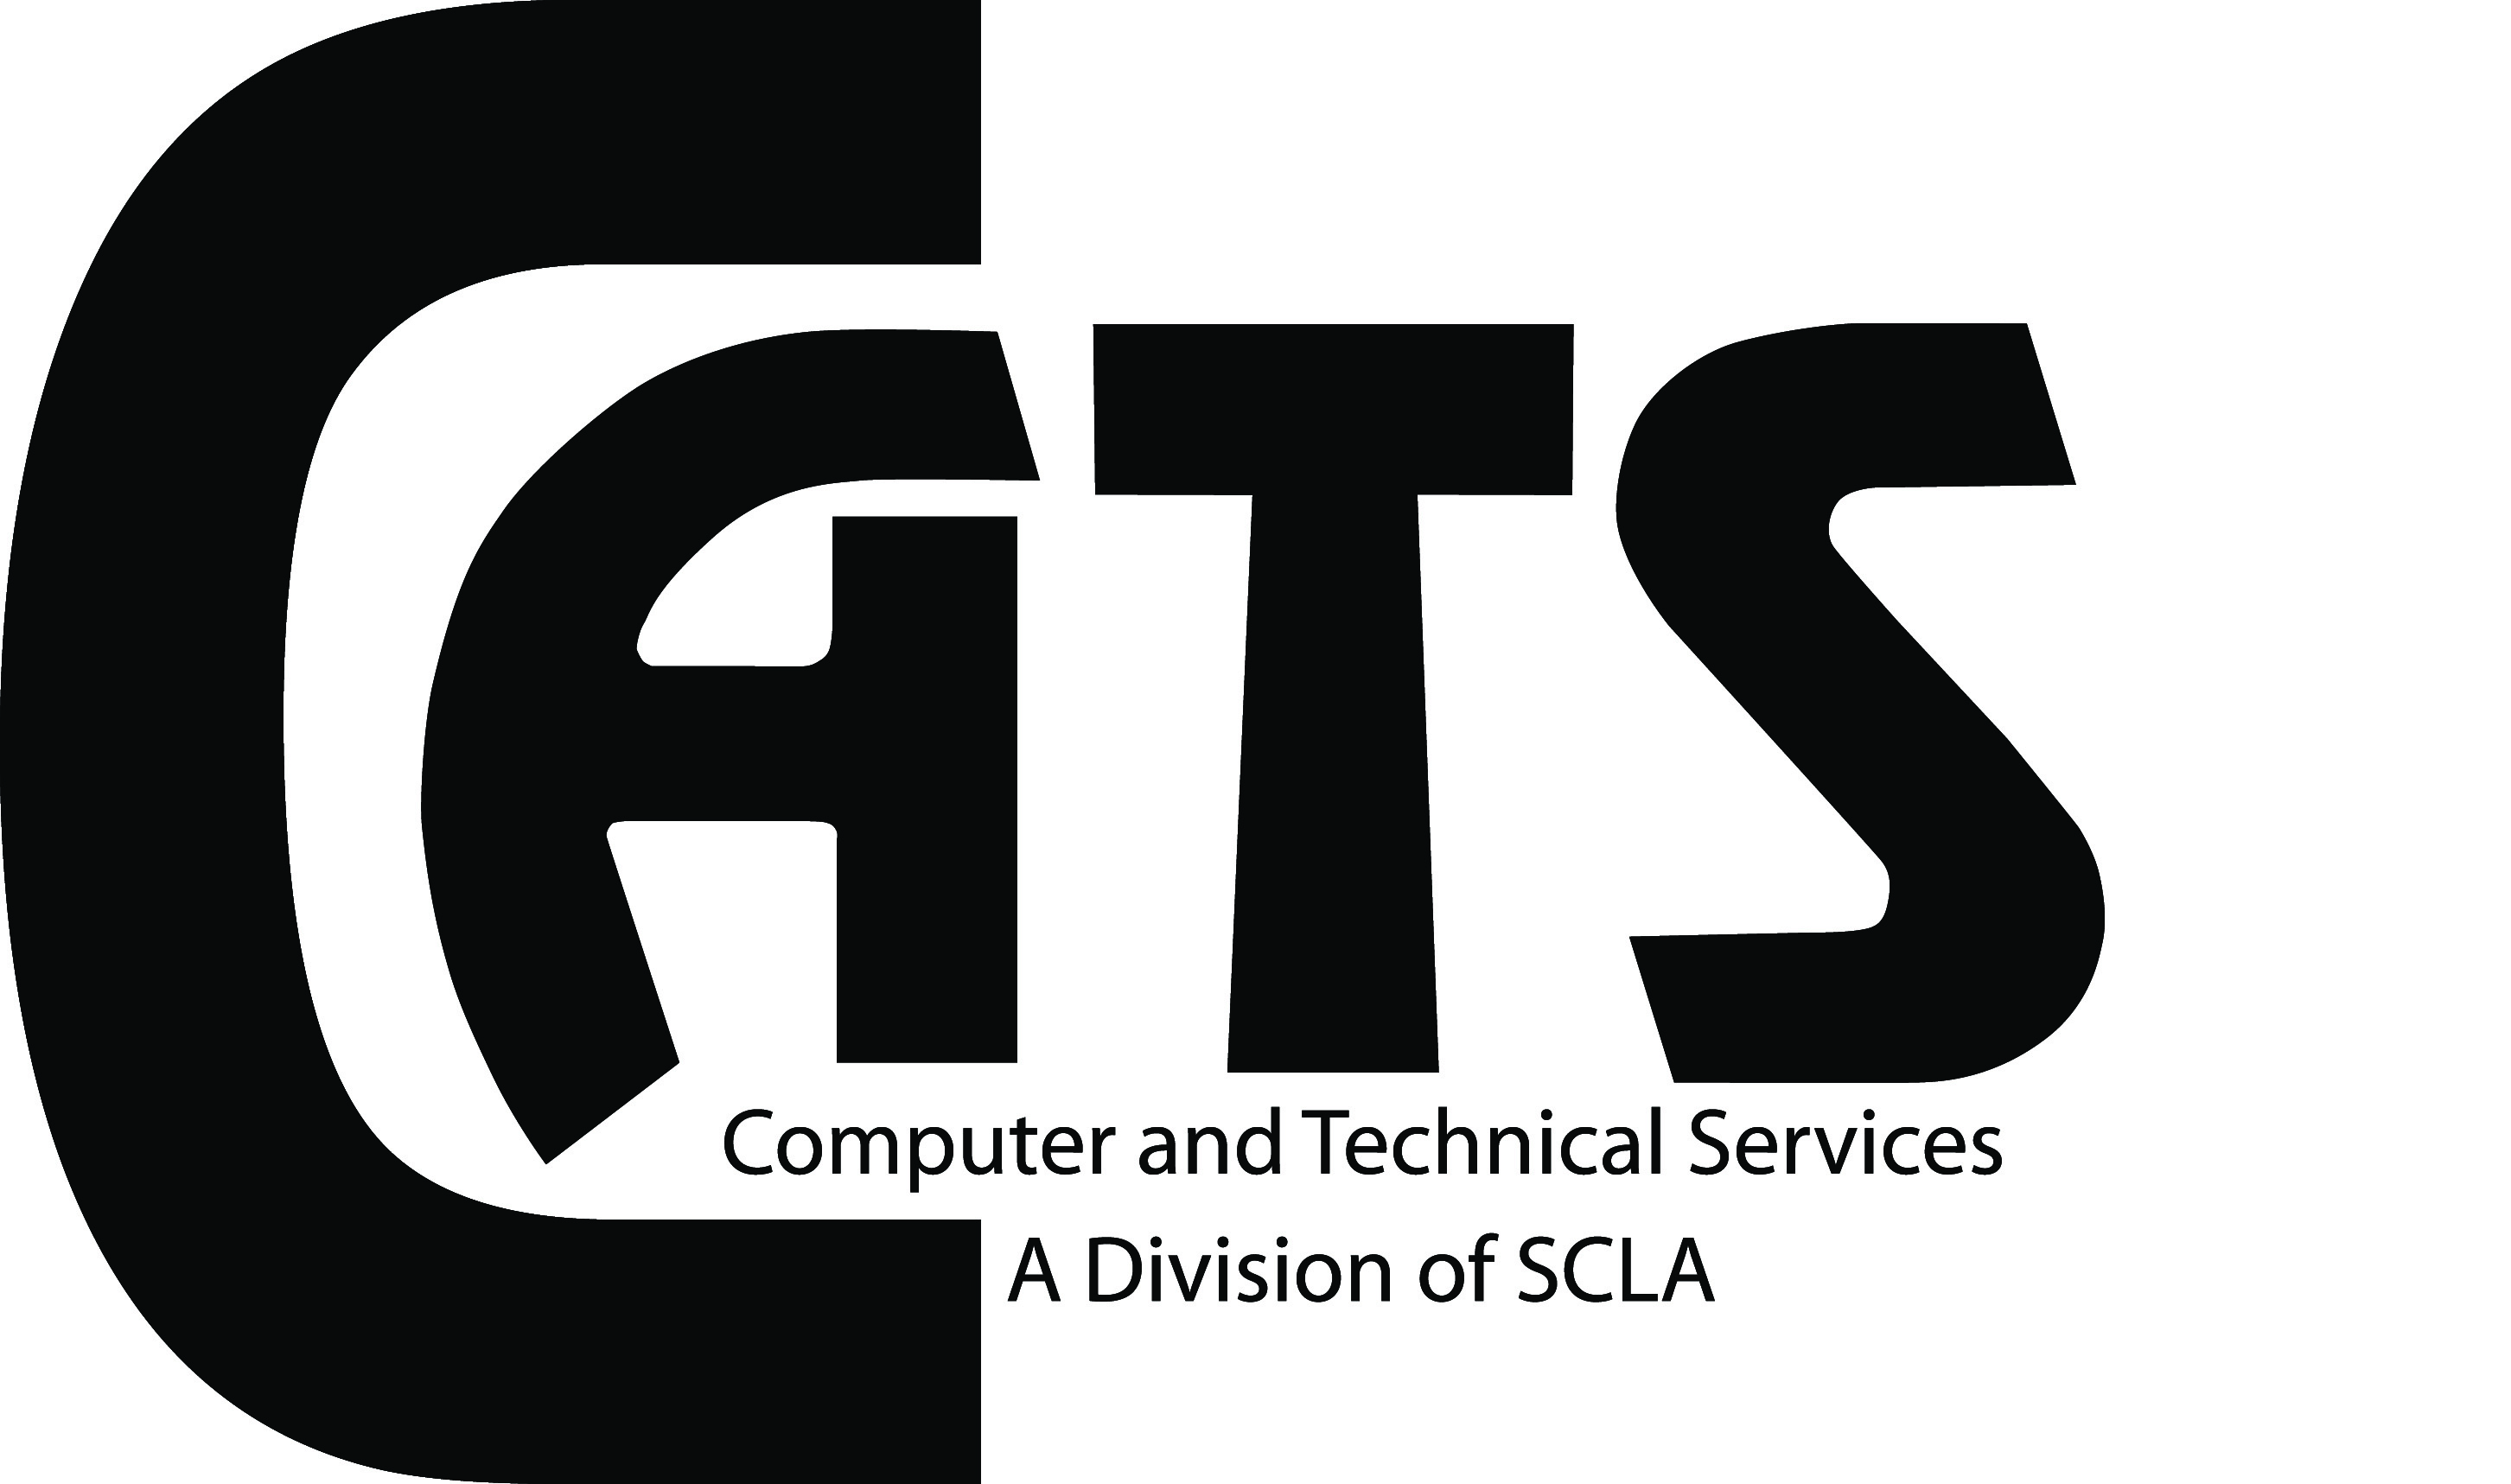 CATS
Computer and Technical Services
A Division of SCLA